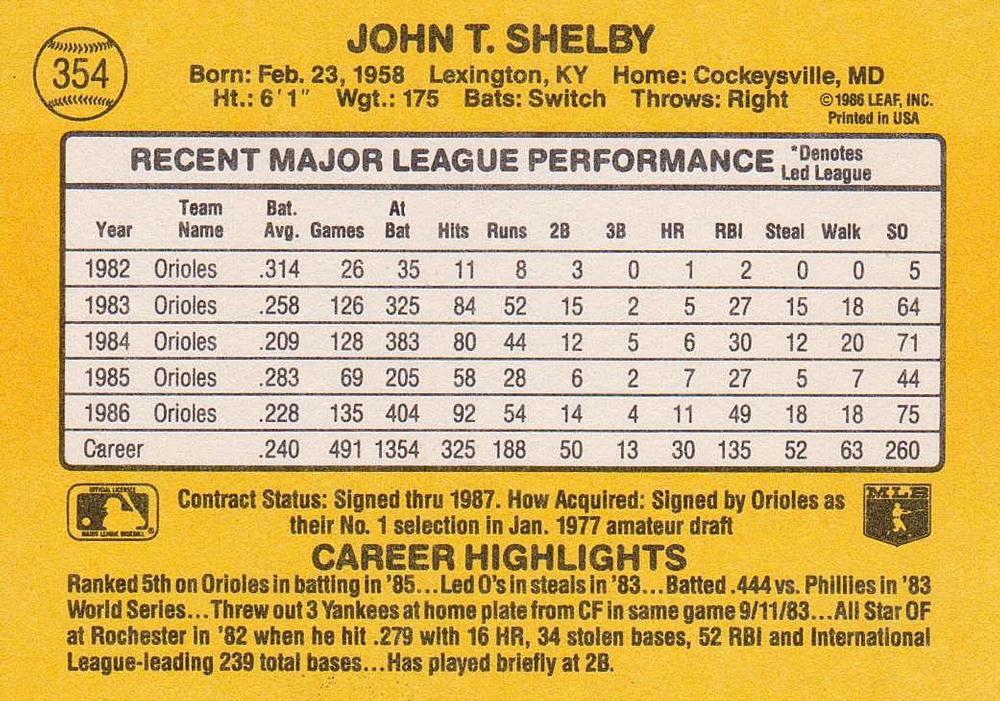 354
JOHN T. SHELBY
Born: Feb. 23, 1958 Lexington, KY Home: Cockeysville, MD
Ht.: 6'1" Wgt.: 175 Bats: Switch Throws: Right ©1986 LEAF, INC.
Printed in USA
RECENT MAJOR LEAGUE PERFORMANCE *Denotes
Led League
Year Team Name Bat. Avg. Games At Bat Hits Runs 2B 3B HR RBI Steal Walk SO
1982 Orioles .314 26 35 11 8 3 0 1 2 0 0 5
1983 Orioles .258 126 325 84 52 15 2 5 27 15 18 64
1984 Orioles .209 128 383 80 44 12 5 6 30 12 20 71
1985 Orioles .283 69 205 58 28 6 2 7 27 5 7 44
1986 Orioles .228 135 404 92 54 14 4 11 49 18 18 75
Career .240 491 1354 325 188 50 13 30 135 52 63 260
OFFICIAL LICENSEE
MAJOR LEAGUE BASEBALL
®
Contract Status: Signed thru 1987. How Acquired: Signed by Orioles as
their No. 1 selection in Jan. 1977 amateur draft
MLB
CAREER HIGHLIGHTS
Ranked 5th on Orioles in batting in '85...Led O's in steals in '83...Batted .444 vs. Phillies in '83
World Series...Threw out 3 Yankees at home plate from CF in same game 9/11/83...All Star OF
at Rochester in '82 when he hit .279 with 16 HR, 34 stolen bases, 52 RBI and International
League-leading 239 total bases...Has played briefly at 2B.